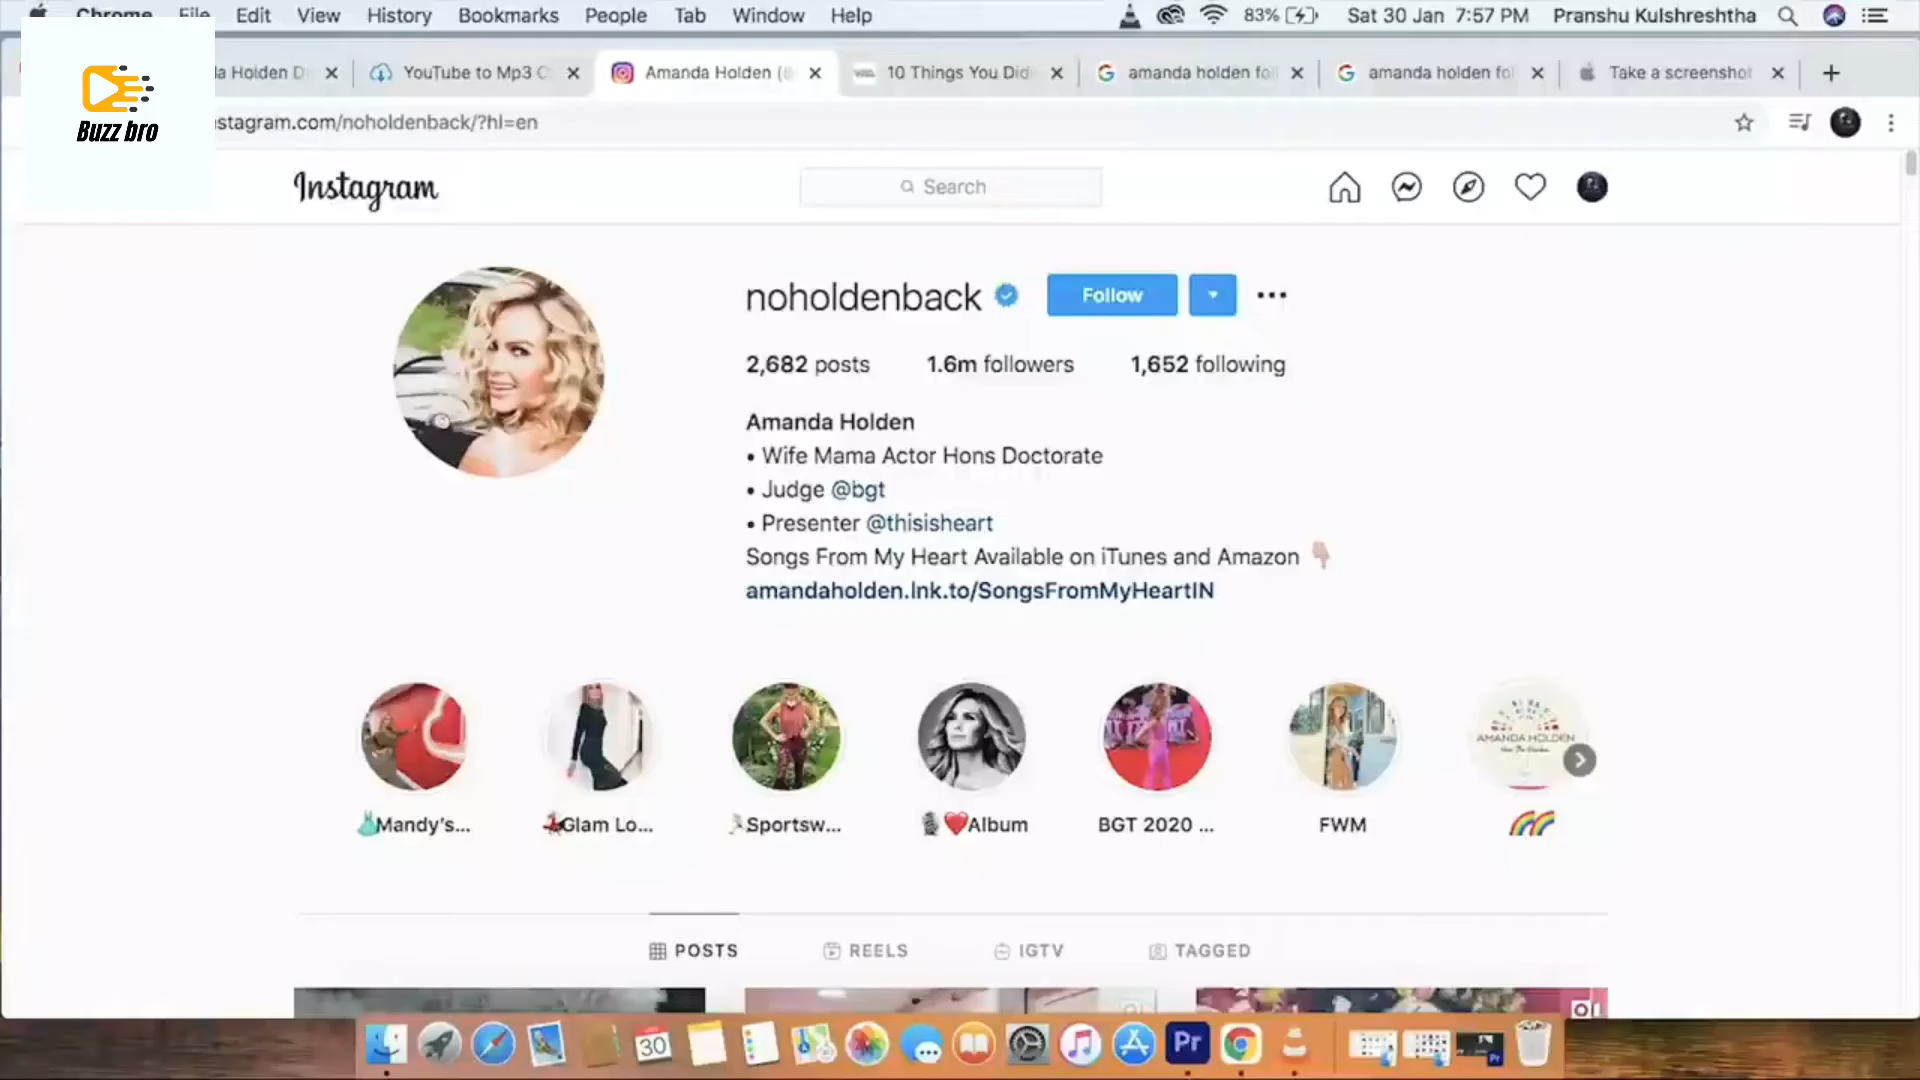 Chrome File Edit View History Bookmarks People Tab Window Help 83% Sat 30 Jan 7:57 PM Pranshu Kulshreshtha
Holden D YouTube to Mp3 C Amanda Holden ( 10 Things You Did amanda holden fol amanda holden fol Take a screenshot
Buzz bro
stagram.com/noholdenback/?hl=en
Instagram
Search
noholdenback
Follow
2,682 posts 1.6m followers 1,652 following
Amanda Holden
• Wife Mama Actor Hons Doctorate
• Judge @bgt
• Presenter @thisisheart
Songs From My Heart Available on iTunes and Amazon 👇
amandaholden.lnk.to/SongsFromMyHeartIN
AMANDA HOLDEN
Mandy's... Glam Lo... Sportsw... ❤️Album BGT 2020 ... FWM 🌈🌈
POSTS REELS IGTV TAGGED
30
Pr